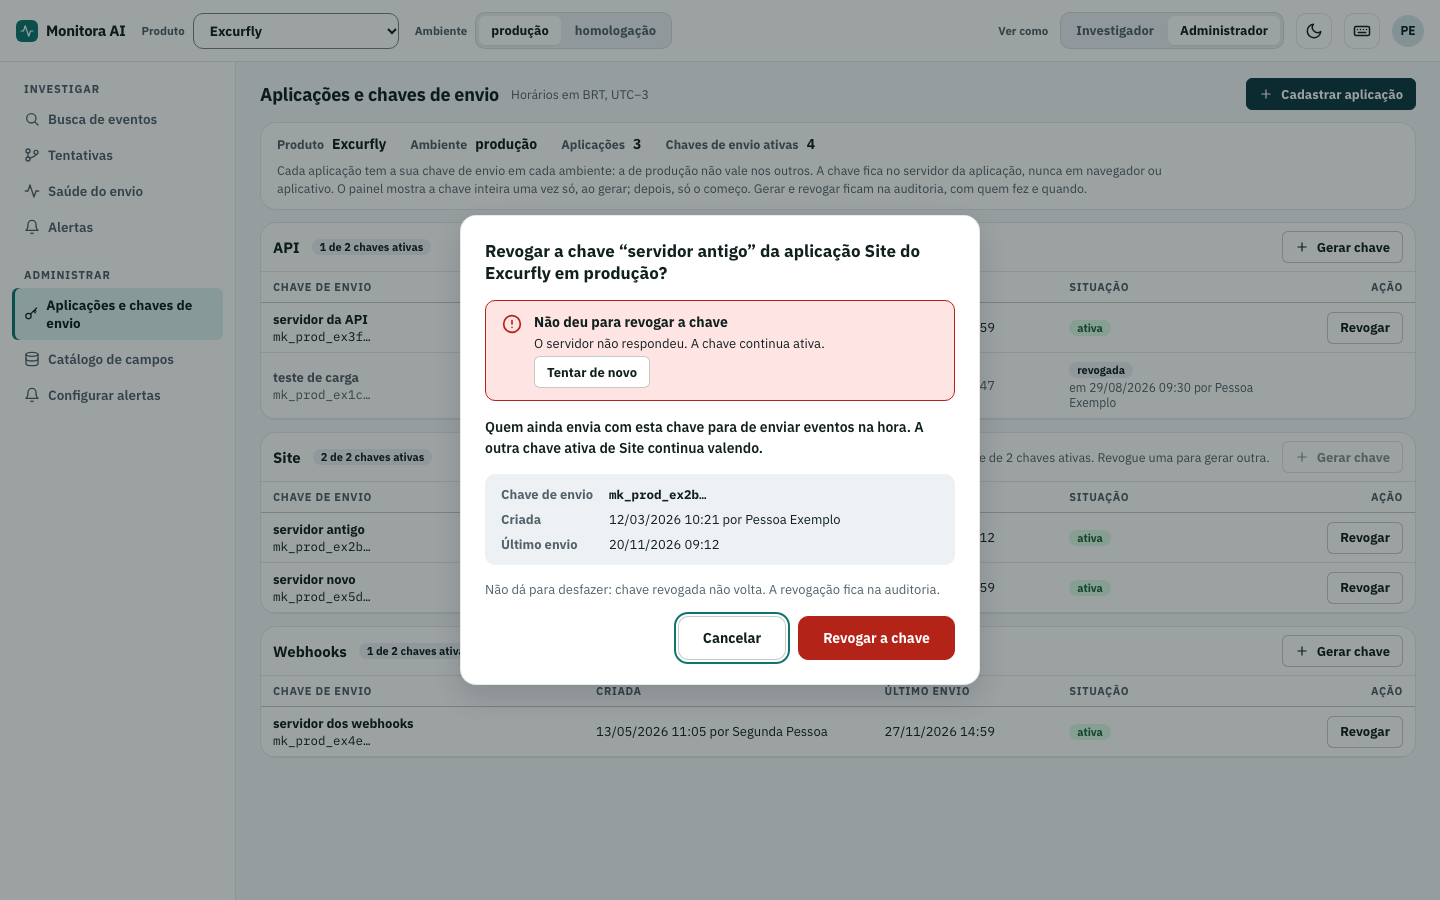 Monitora AI Produto Excurfly Ambiente produção homologação Ver como Investigador Administrador PE
INVESTIGAR
Busca de eventos
Tentativas
Saúde do envio
Alertas
ADMINISTRAR
Aplicações e chaves de
envio
Catálogo de campos
Configurar alertas
Aplicações e chaves de envio Horários em BRT, UTC−3 Cadastrar aplicação
Produto Excurfly Ambiente produção Aplicações 3 Chaves de envio ativas 4
Cada aplicação tem a sua chave de envio em cada ambiente: a de produção não vale nos outros. A chave fica no servidor da aplicação, nunca em navegador ou
aplicativo. O painel mostra a chave inteira uma vez só, ao gerar; depois, só o começo. Gerar e revogar ficam na auditoria, com quem fez e quando.
API 1 de 2 chaves ativas Gerar chave
CHAVE DE ENVIO SITUAÇÃO AÇÃO
servidor da API
mk_prod_ex3f… 59 ativa Revogar
teste de carga
mk_prod_ex1c… 47 revogada
em 29/08/2026 09:30 por Pessoa
Exemplo
Site 2 de 2 chaves ativas de 2 chaves ativas. Revogue uma para gerar outra. Gerar chave
CHAVE DE ENVIO SITUAÇÃO AÇÃO
servidor antigo
mk_prod_ex2b… 12 ativa Revogar
servidor novo
mk_prod_ex5d… 59 ativa Revogar
Webhooks 1 de 2 chaves Gerar chave
CHAVE DE ENVIO CRIADA ÚLTIMO ENVIO SITUAÇÃO AÇÃO
servidor dos webhooks
mk_prod_ex4e… 13/05/2026 11:05 por Segunda Pessoa 27/11/2026 14:59 ativa Revogar
Revogar a chave “servidor antigo” da aplicação Site do
Excurfly em produção?
Não deu para revogar a chave
O servidor não respondeu. A chave continua ativa.
Tentar de novo
Quem ainda envia com esta chave para de enviar eventos na hora. A
outra chave ativa de Site continua valendo.
Chave de envio mk_prod_ex2b…
Criada 12/03/2026 10:21 por Pessoa Exemplo
Último envio 20/11/2026 09:12
Não dá para desfazer: chave revogada não volta. A revogação fica na auditoria.
Cancelar Revogar a chave